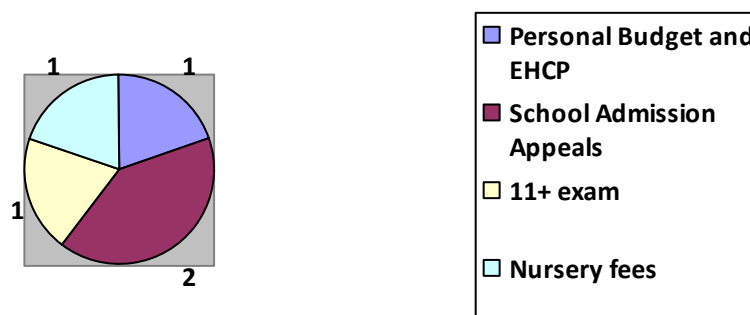 1
1
1
2
Personal Budget and
EHCP
School Admission
Appeals
11+ exam
Nursery fees